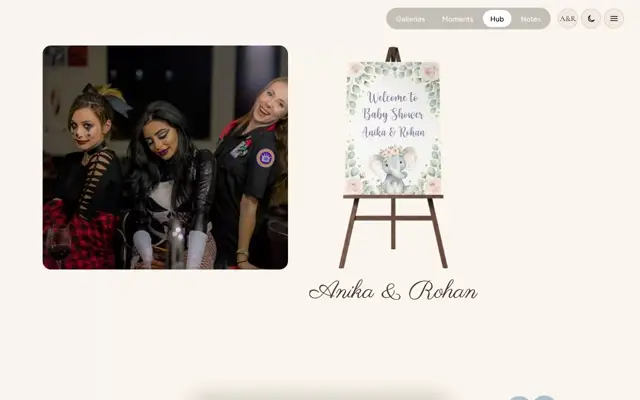 Galleries
Moments
Hub
Notes
A&R
Welcome to
Baby Shower
Anika & Rohan
Anika & Rohan